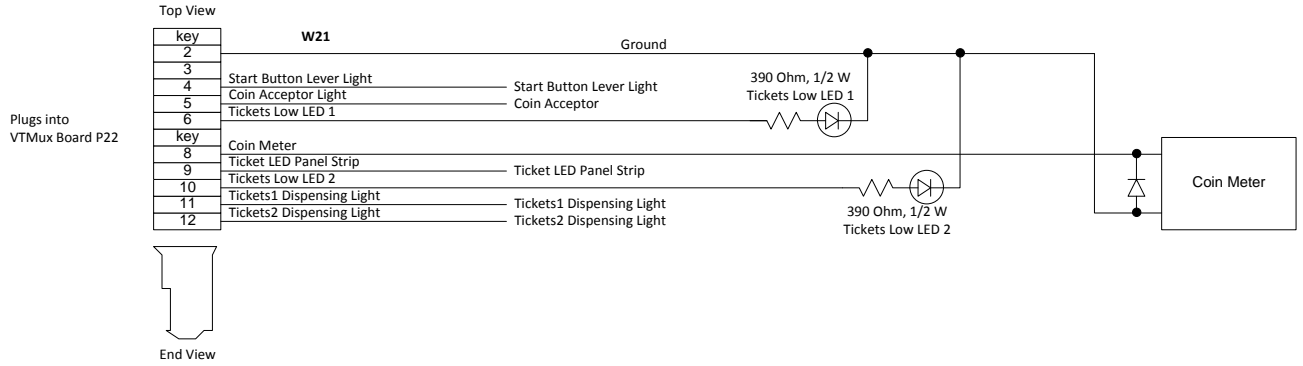 Top View
key
W21
2
Ground
3
Start Button Lever Light
4
Start Button Lever Light
Coin Acceptor Light
5
Coin Acceptor
Tickets Low LED 1
6
390 Ohm, 1/2 W
Tickets Low LED 1
Plugs into
VTMux Board P22
key
Coin Meter
8
Ticket LED Panel Strip
9
Ticket LED Panel Strip
Tickets Low LED 2
10
Tickets1 Dispensing Light
11
Tickets1 Dispensing Light
Tickets2 Dispensing Light
12
Tickets2 Dispensing Light
390 Ohm, 1/2 W
Tickets Low LED 2
Coin Meter
End View